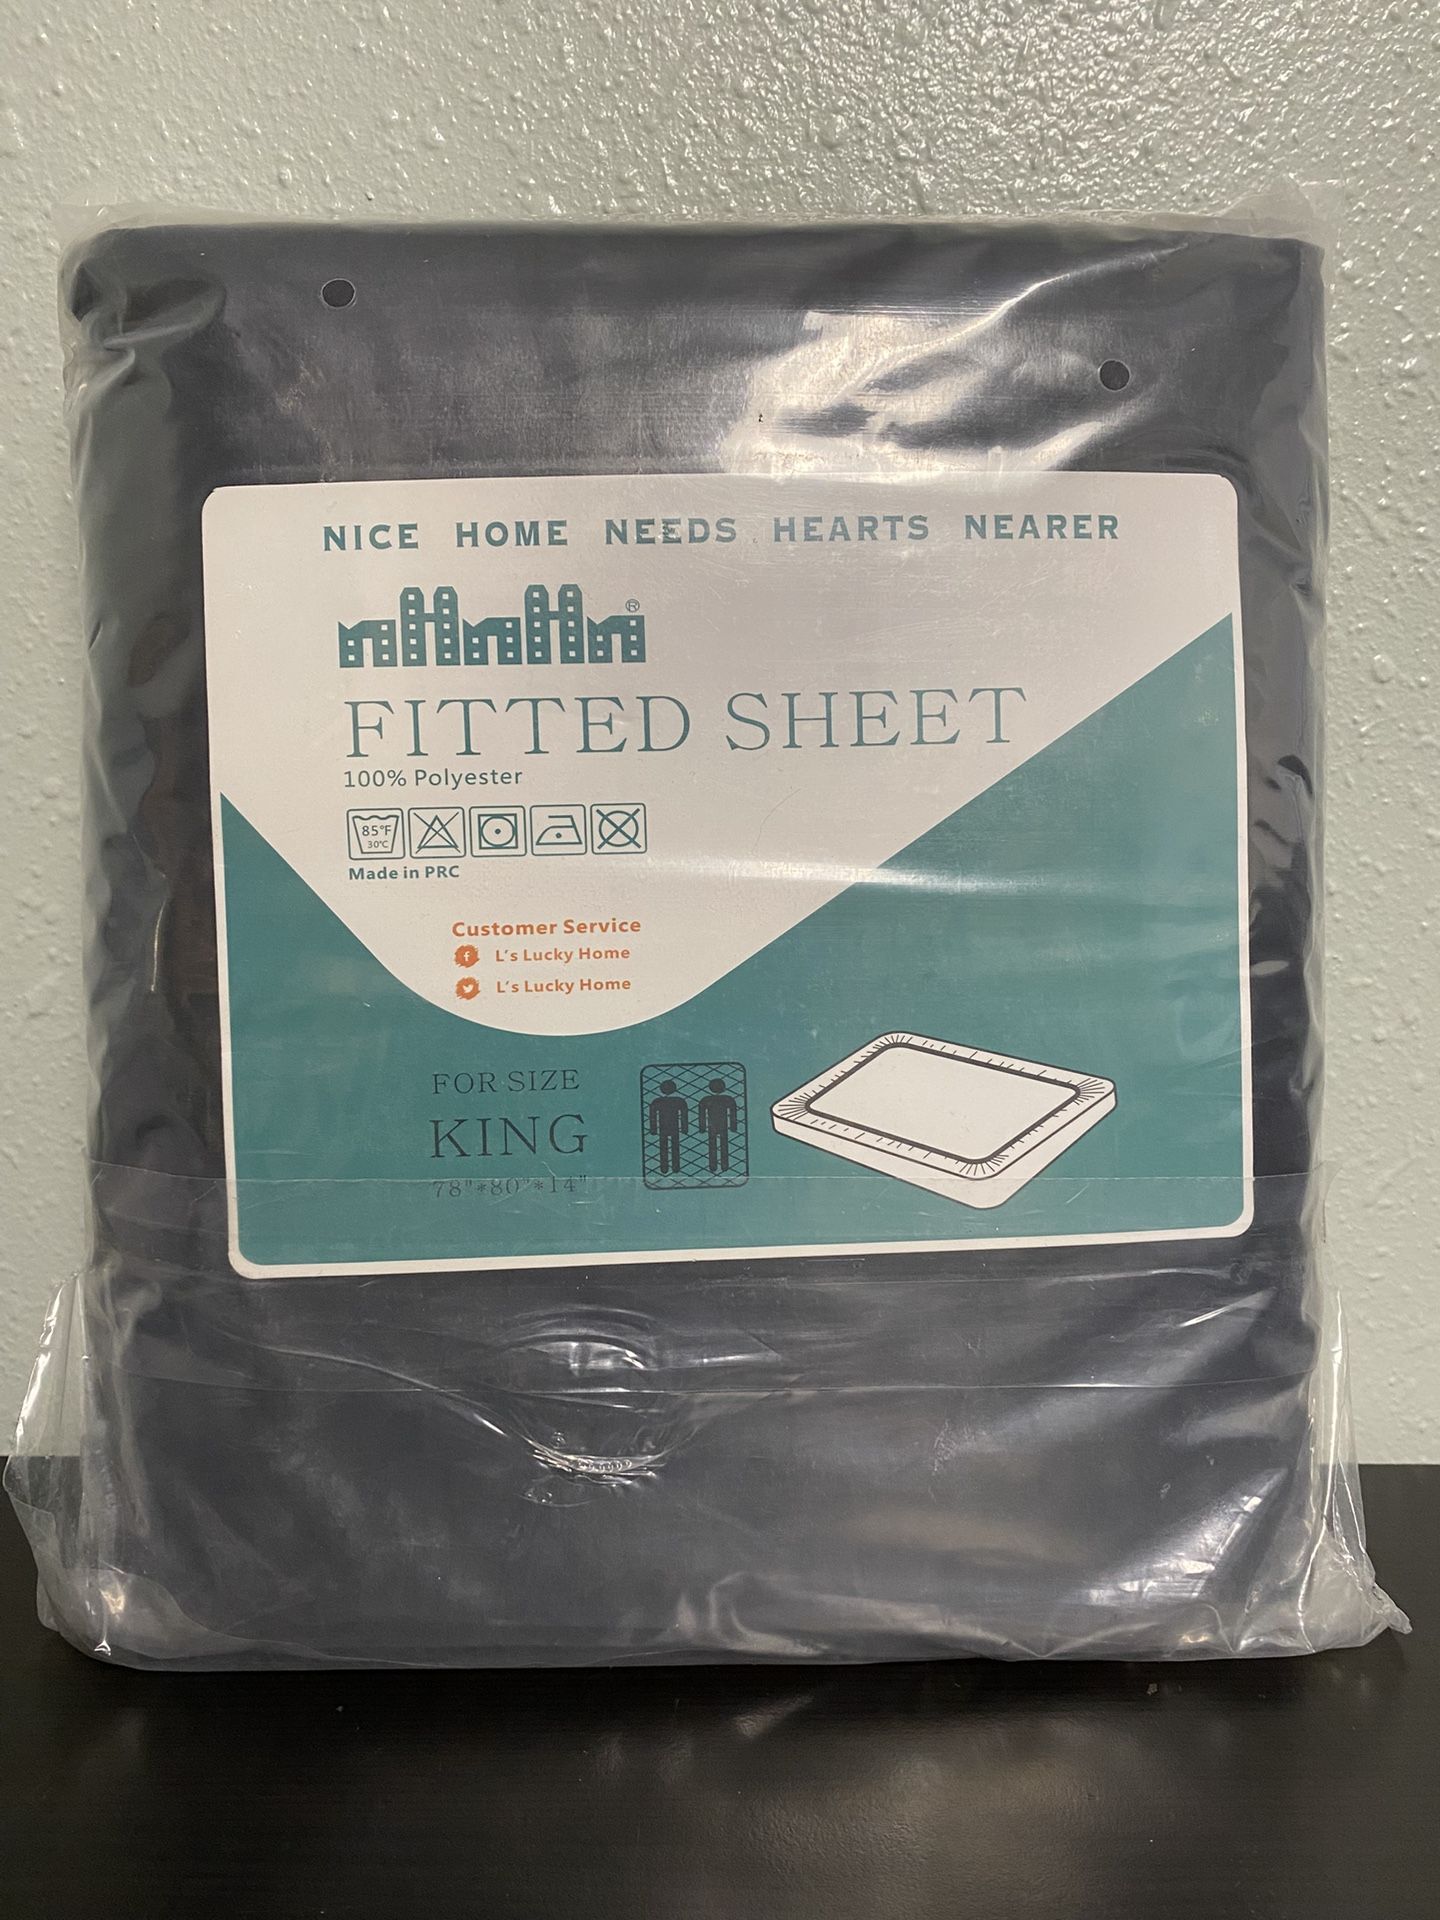 NICE HOME NEEDS HEARTS NEARER
nHnHn®
FITTED SHEET
100% Polyester
85°F
30°C
Made in PRC
Customer Service
L's Lucky Home
L's Lucky Home
FOR SIZE
KING
78"*80"*14"